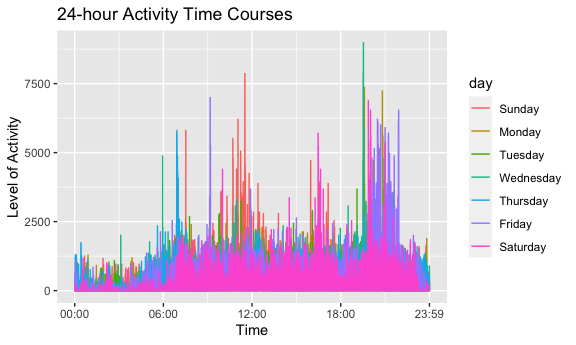 24-hour Activity Time Courses
Level of Activity
7500
5000
2500
0
00:00
06:00
12:00
18:00
23:59
Time
day
Sunday
Monday
Tuesday
Wednesday
Thursday
Friday
Saturday